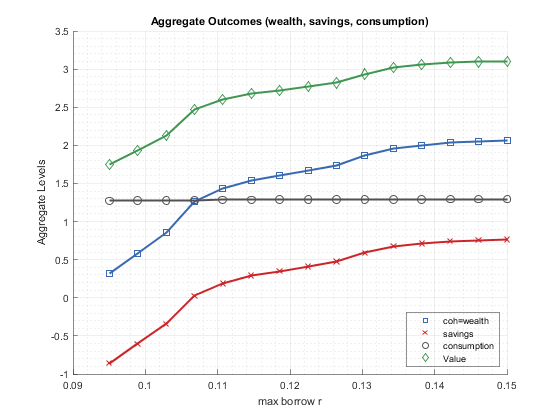 Aggregate Outcomes (wealth, savings, consumption)
Aggregate Levels
3.5
3
2.5
2
1.5
1
0.5
0
-0.5
-1
0.09
0.1
0.11
0.12
0.13
0.14
0.15
max borrow r
coh=wealth
savings
consumption
Value